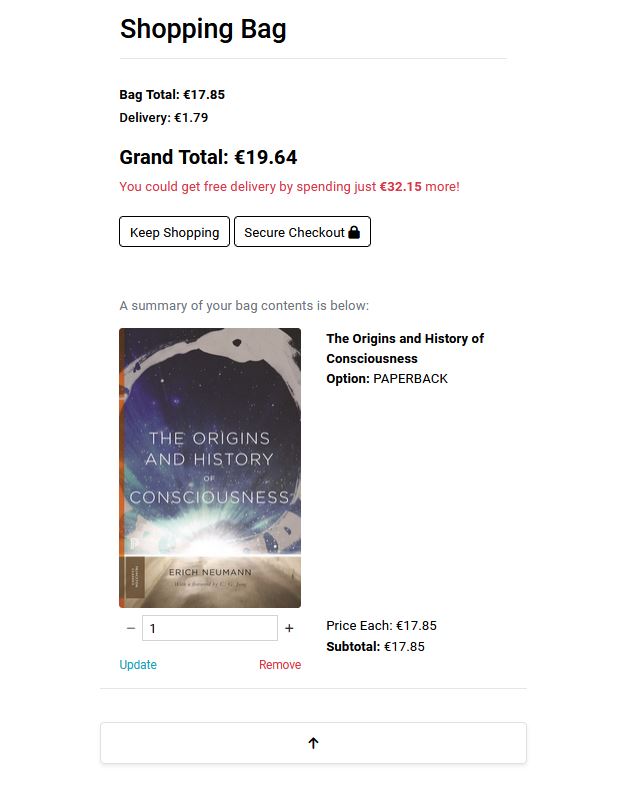 Shopping Bag
Bag Total: €17.85
Delivery: €1.79
Grand Total: €19.64
You could get free delivery by spending just €32.15 more!
Keep Shopping
Secure Checkout
A summary of your bag contents is below:
THE ORIGINS
AND HISTORY
OF
CONSCIOUSNESS
ERICH NEUMANN
With a foreword by C. G. Jung
The Origins and History of
Consciousness
Option: PAPERBACK
− 1 +
Update
Remove
Price Each: €17.85
Subtotal: €17.85